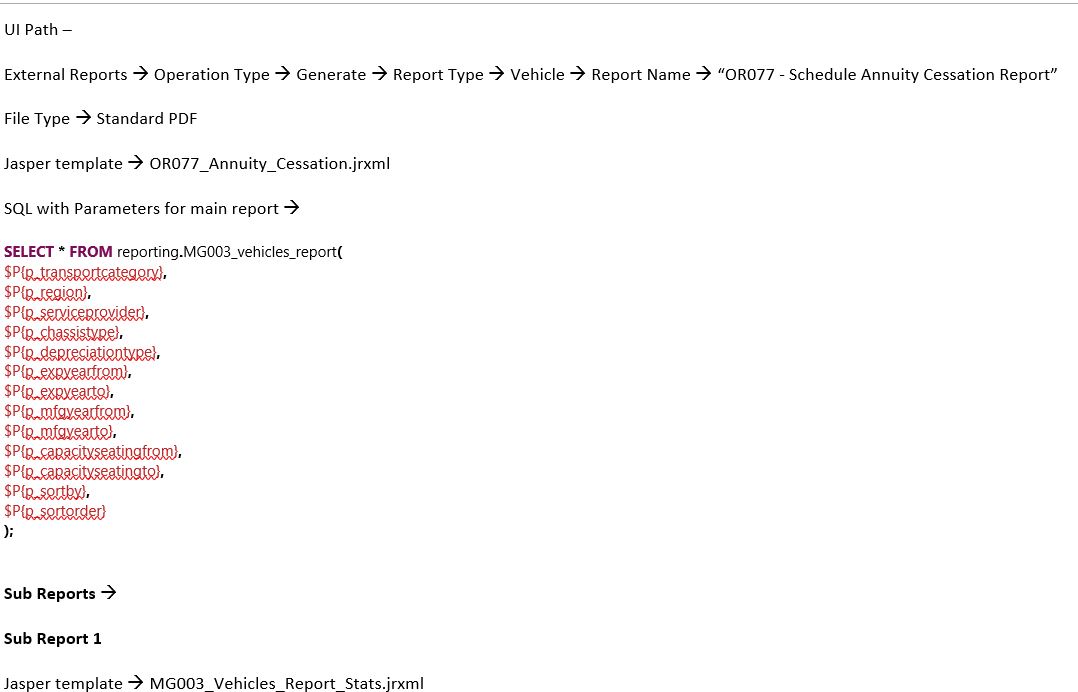 UI Path –
External Reports → Operation Type → Generate → Report Type → Vehicle → Report Name → “OR077 - Schedule Annuity Cessation Report”
File Type → Standard PDF
Jasper template → OR077_Annuity_Cessation.jrxml
SQL with Parameters for main report →
SELECT * FROM reporting.MG003_vehicles_report(
$P{p_transportcategory},
$P{p_region},
$P{p_serviceprovider},
$P{p_chassistype},
$P{p_depreciationtype},
$P{p_expyearfrom},
$P{p_expyearto},
$P{p_mfgyearfrom},
$P{p_mfgyearto},
$P{p_capacityseatingfrom},
$P{p_capacityseatingto},
$P{p_sortby},
$P{p_sortorder}
);
Sub Reports →
Sub Report 1
Jasper template → MG003_Vehicles_Report_Stats.jrxml